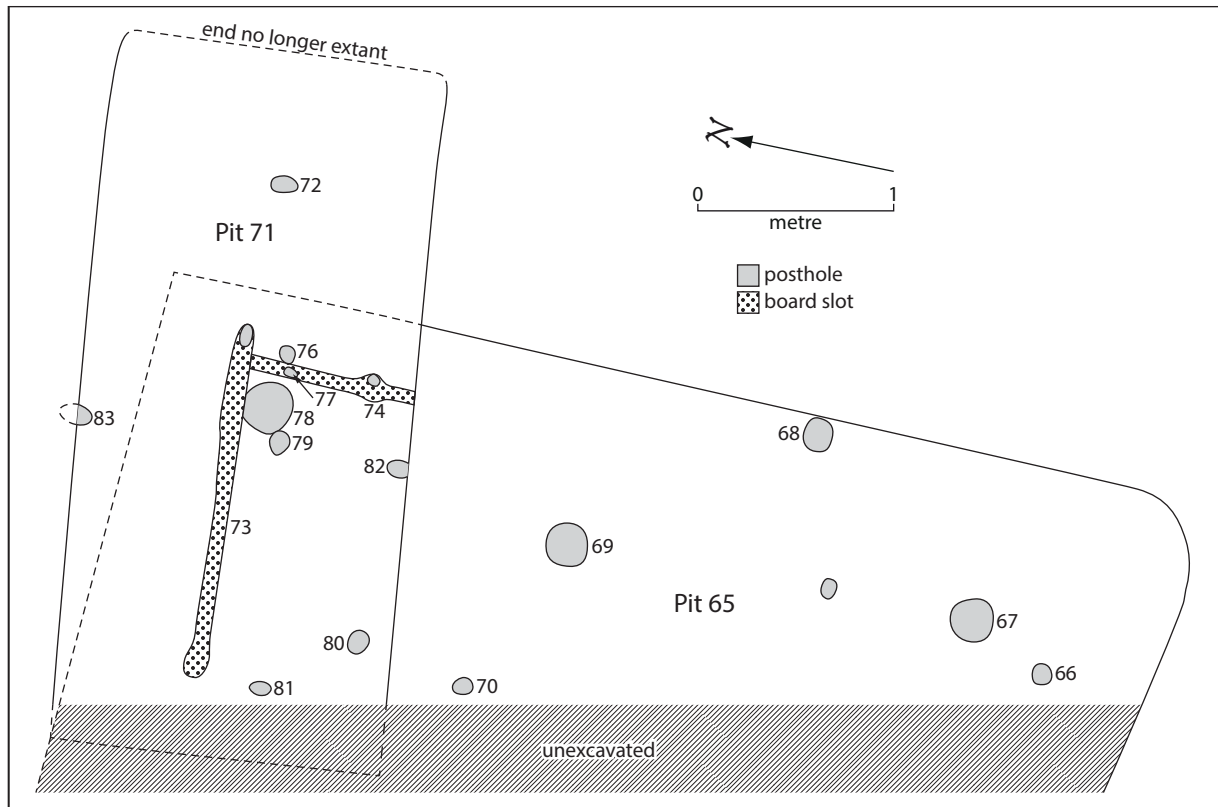 end no longer extant
N
0 1
metre
72
Pit 71
posthole
board slot
76
77
74
78
79
83
82
68
73
69
Pit 65
67
80
66
81
70
unexcavated